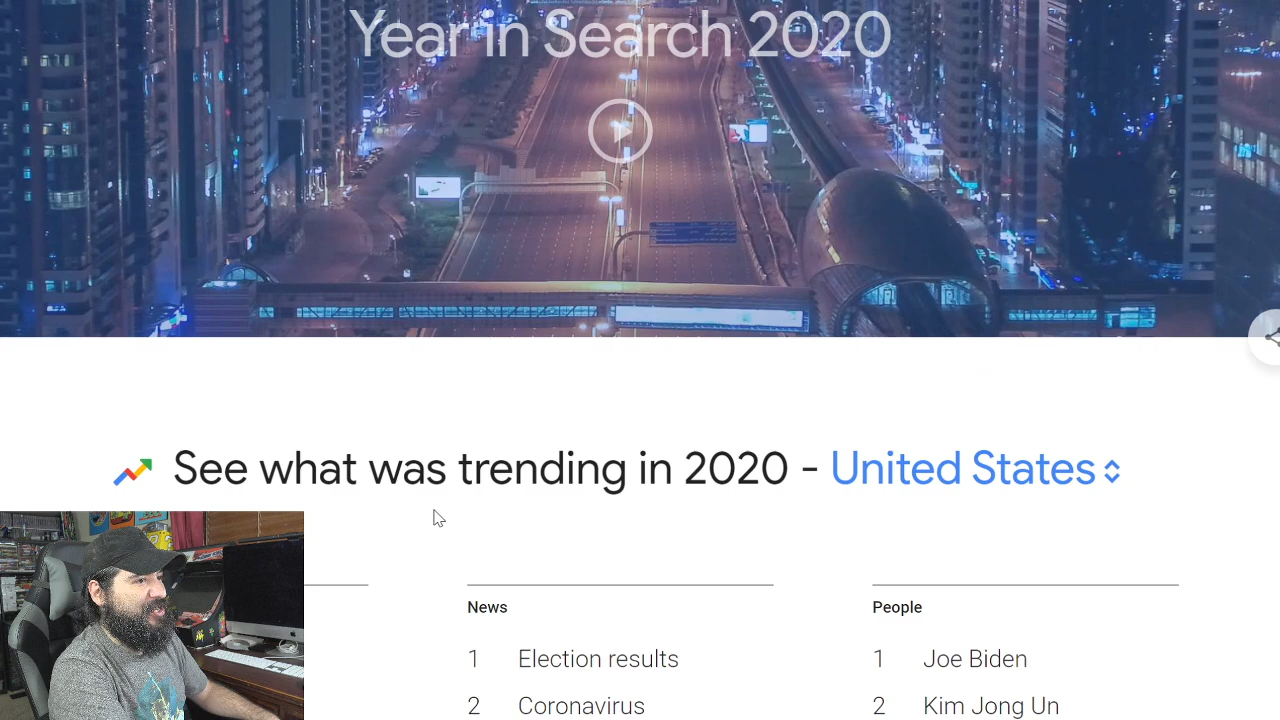 Year in Search 2020
See what was trending in 2020 - United States
News
1 Election results
2 Coronavirus
People
1 Joe Biden
2 Kim Jong Un